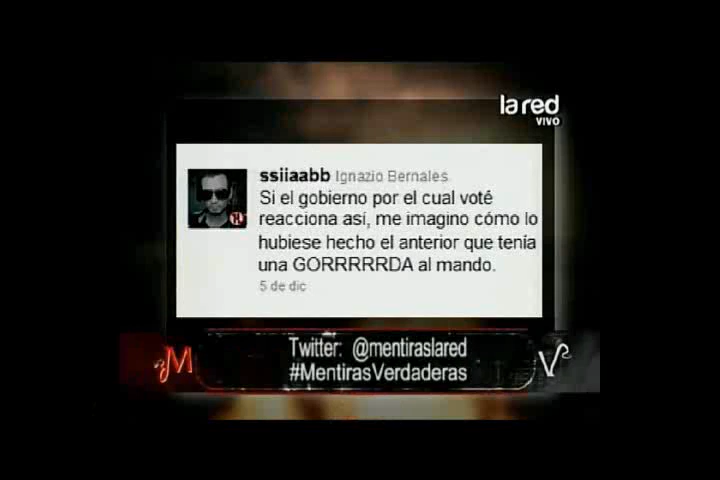 la red
VIVO
ssiiaabb Ignazio Bernales
Si el gobierno por el cual voté
reacciona así, me imagino cómo lo
hubiese hecho el anterior que tenía
una GORRRRRDA al mando.
5 de dic
M
Twitter: @mentiraslared
#MentirasVerdaderas
V